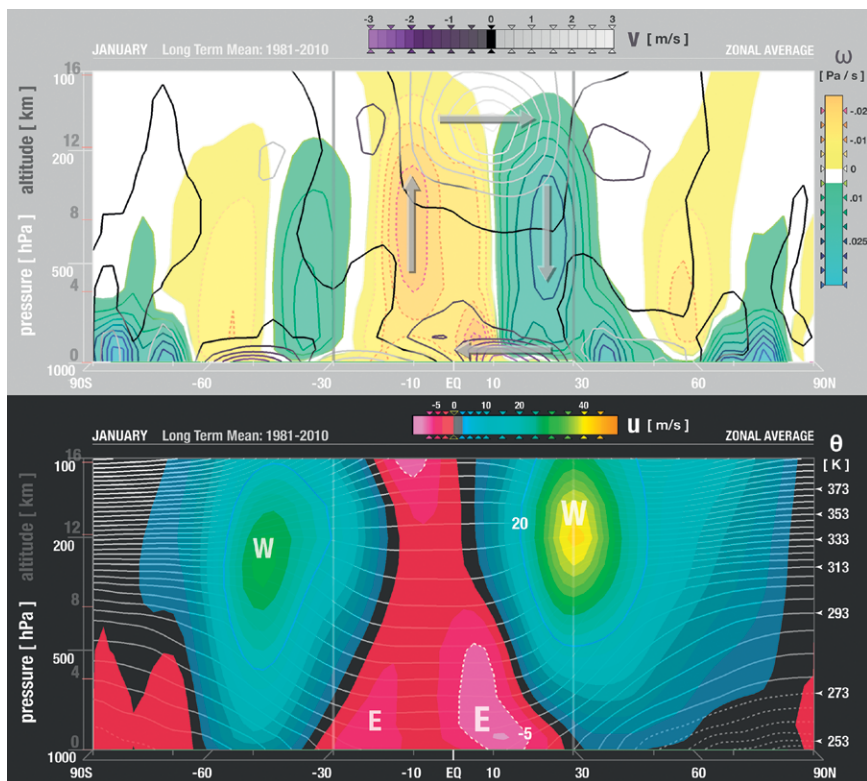 -3 -2 -1 0 1 2 3
JANUARY Long Term Mean: 1981-2010 V [ m/s ] ZONAL AVERAGE ω
[ Pa / s ]
16
100
12
200
8
500
4
0
1000
altitude [ km ]
pressure [ hPa ]
-.02
-.01
0
.01
.025
90S -60 -30 -10 EQ 10 30 60 90N
-5 0 10 20 40
JANUARY Long Term Mean: 1981-2010 u [ m/s ] ZONAL AVERAGE θ
[ K ]
16
100
12
200
8
500
4
0
1000
altitude [ km ]
pressure [ hPa ]
W
20
W
E
E
-5
373
353
333
313
293
273
253
90S -60 -30 -10 EQ 10 30 60 90N